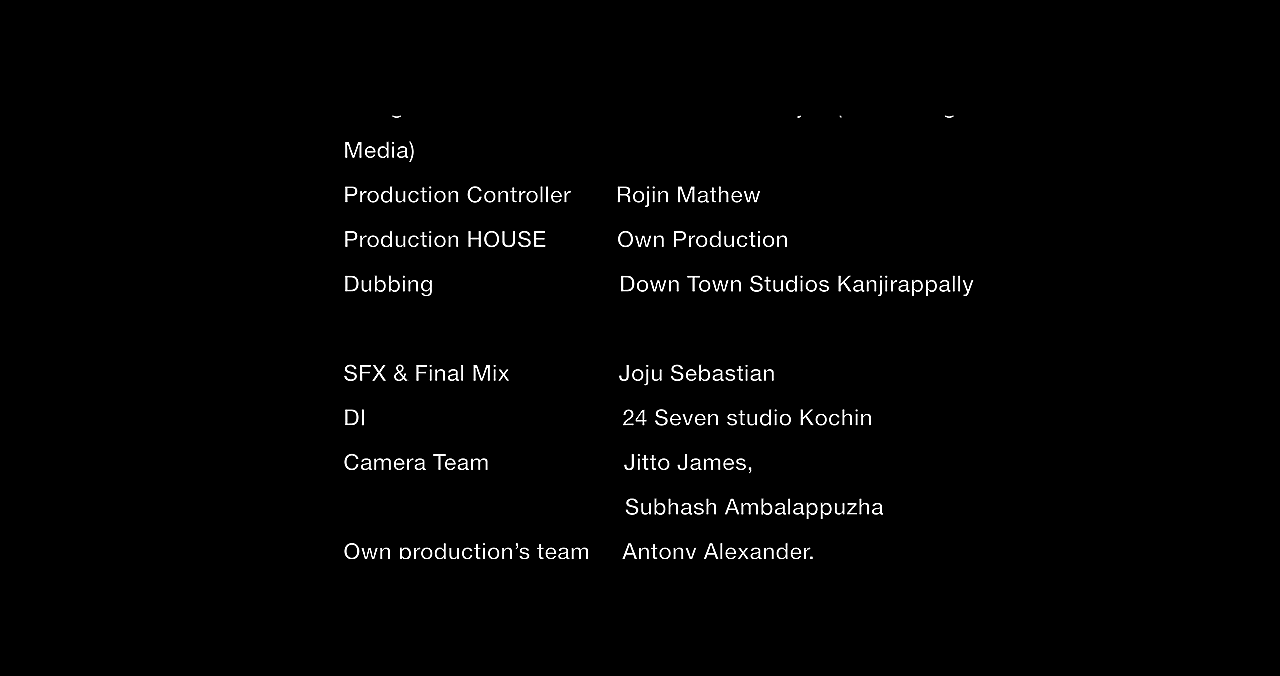 Media)
Production Controller Rojin Mathew
Production HOUSE Own Production
Dubbing Down Town Studios Kanjirappally
SFX & Final Mix Joju Sebastian
DI 24 Seven studio Kochin
Camera Team Jitto James,
Subhash Ambalappuzha
Own production’s team Antony Alexander.